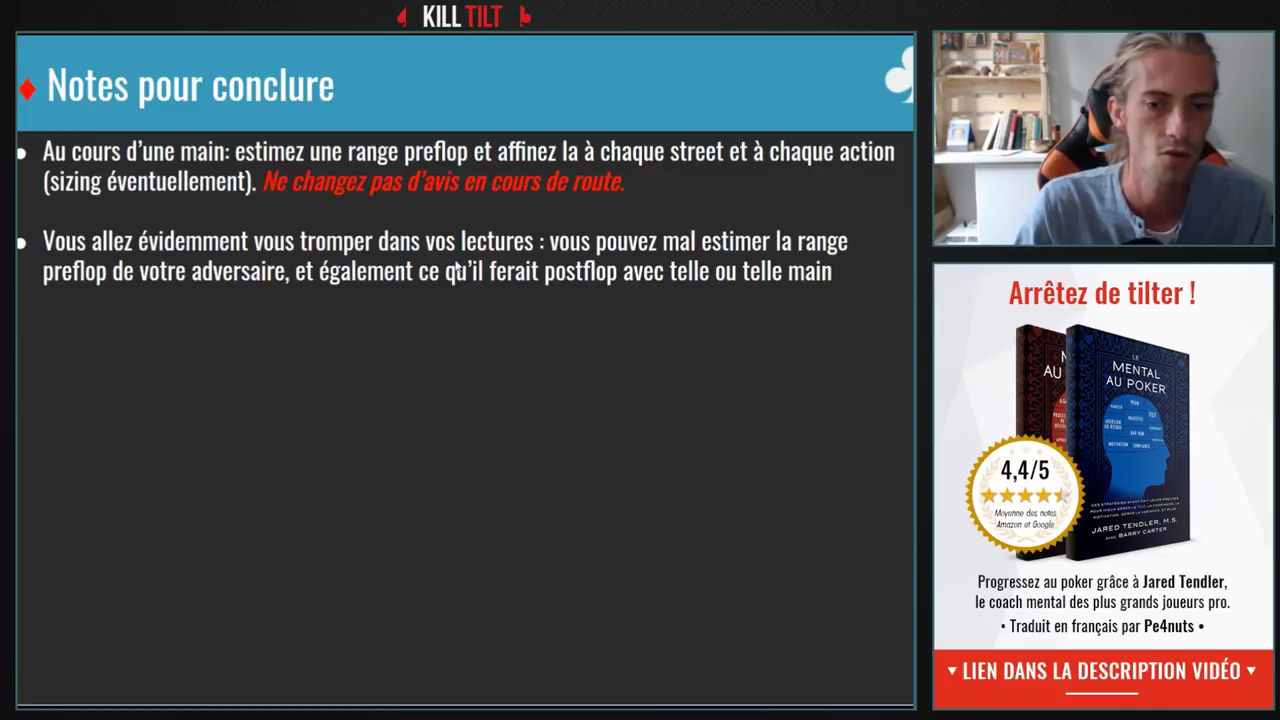 KILL TILT
Notes pour conclure
Au cours d'une main: estimez une range preflop et affinez la à chaque street et à chaque action
(sizing éventuellement). Ne changez pas d'avis en cours de route.
Vous allez évidemment vous tromper dans vos lectures : vous pouvez mal estimer la range
preflop de votre adversaire, et également ce qu'il ferait postflop avec telle ou telle main
Arrêtez de tilter !
LE
MENTAL
AU POKER
JARED TENDLER, M.S.
AVEC BARRY CARTER
4,4/5
Moyenne des notes
Amazon et Google
Progressez au poker grâce à Jared Tendler,
le coach mental des plus grands joueurs pro.
• Traduit en français par Pe4nuts •
LIEN DANS LA DESCRIPTION VIDÉO